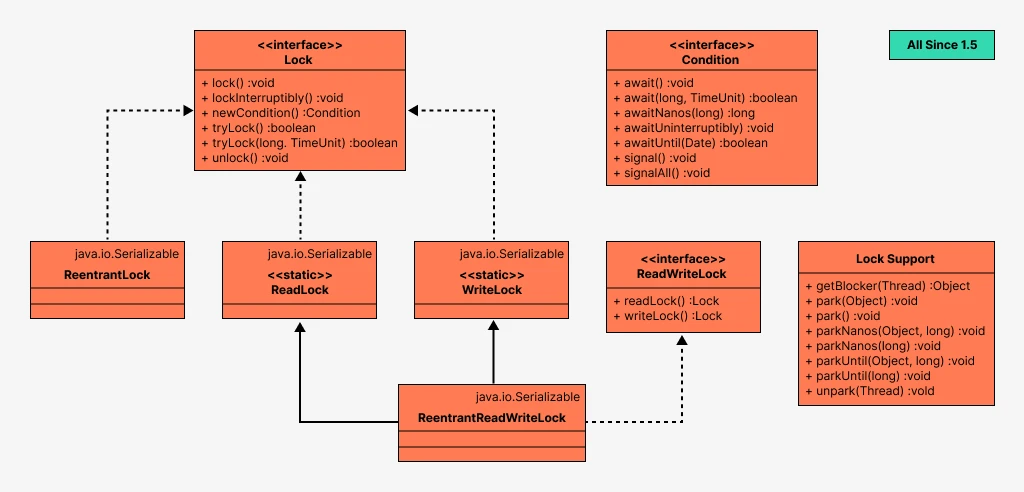 <<interface>>
Lock
+ lock() :void
+ lockInterruptibly() :void
+ newCondition() :Condition
+ tryLock() :boolean
+ tryLock(long. TimeUnit) :boolean
+ unlock() :void
<<interface>>
Condition
+ await() :void
+ await(long, TimeUnit) :boolean
+ awaitNanos(long) :long
+ awaitUninterruptibly) :void
+ awaitUntil(Date) :boolean
+ signal() :void
+ signalAll() :void
All Since 1.5
java.io.Serializable
ReentrantLock
java.io.Serializable
<<static>>
ReadLock
java.io.Serializable
<<static>>
WriteLock
<<interface>>
ReadWriteLock
+ readLock() :Lock
+ writeLock() :Lock
Lock Support
+ getBlocker(Thread) :Object
+ park(Object) :void
+ park() :void
+ parkNanos(Object, long) :void
+ parkNanos(long) :void
+ parkUntil(Object, long) :void
+ parkUntil(long) :void
+ unpark(Thread) :vold
java.io.Serializable
ReentrantReadWriteLock